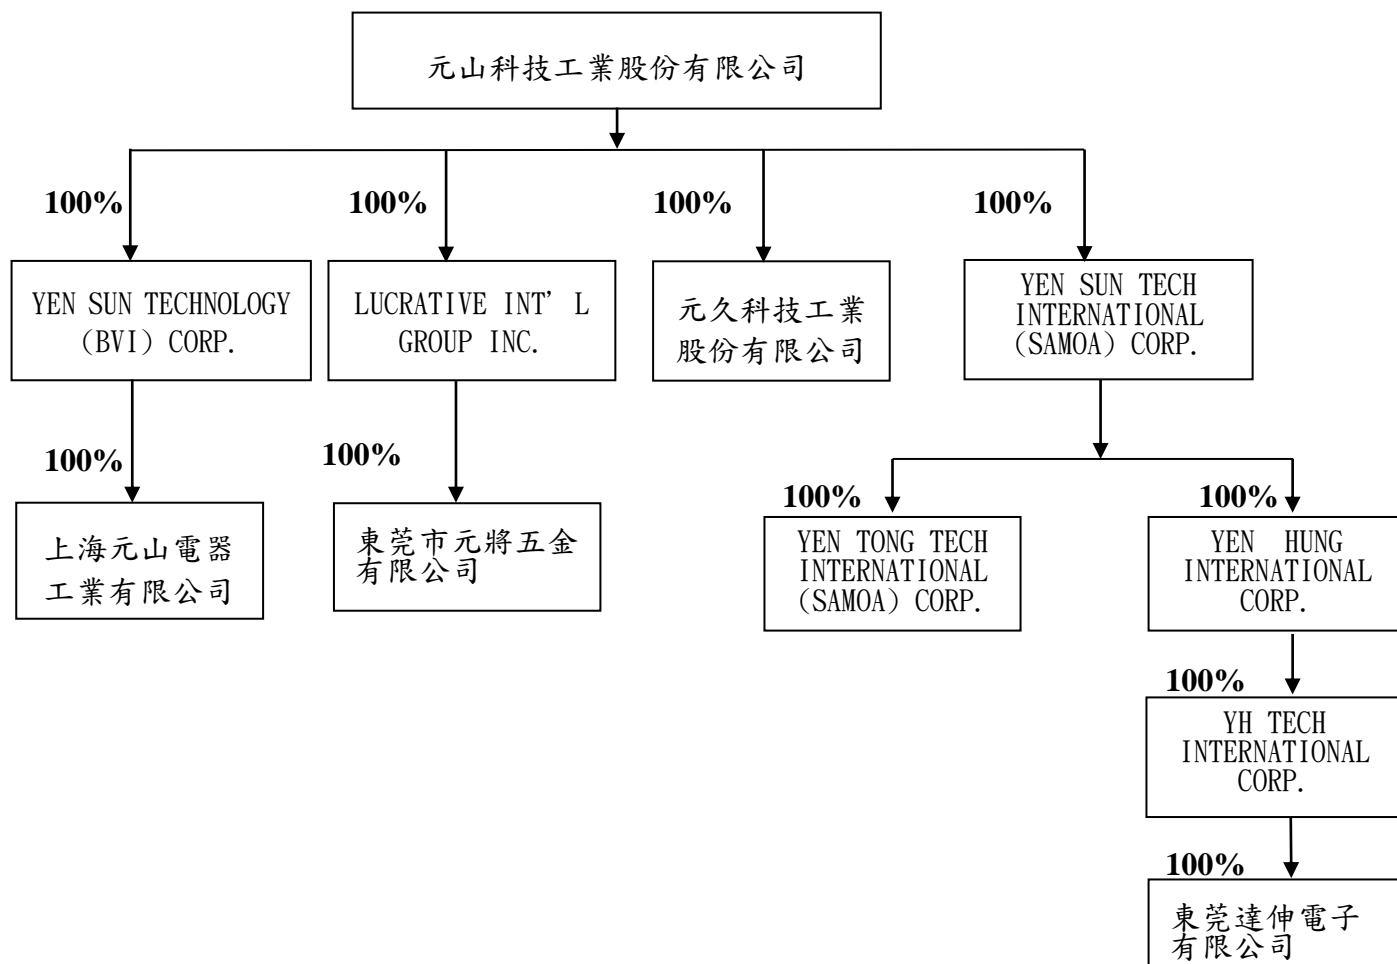 元山科技工業股份有限公司
100%
100%
100%
100%
YEN SUN TECHNOLOGY
(BVI) CORP.
LUCRATIVE INT’ L
GROUP INC.
元久科技工業
股份有限公司
YEN SUN TECH
INTERNATIONAL
(SAMOA) CORP.
100%
100%
100%
100%
上海元山電器
工業有限公司
東莞市元將五金
有限公司
YEN TONG TECH
INTERNATIONAL
(SAMOA) CORP.
YEN HUNG
INTERNATIONAL
CORP.
100%
YH TECH
INTERNATIONAL
CORP.
100%
東莞達伸電子
有限公司